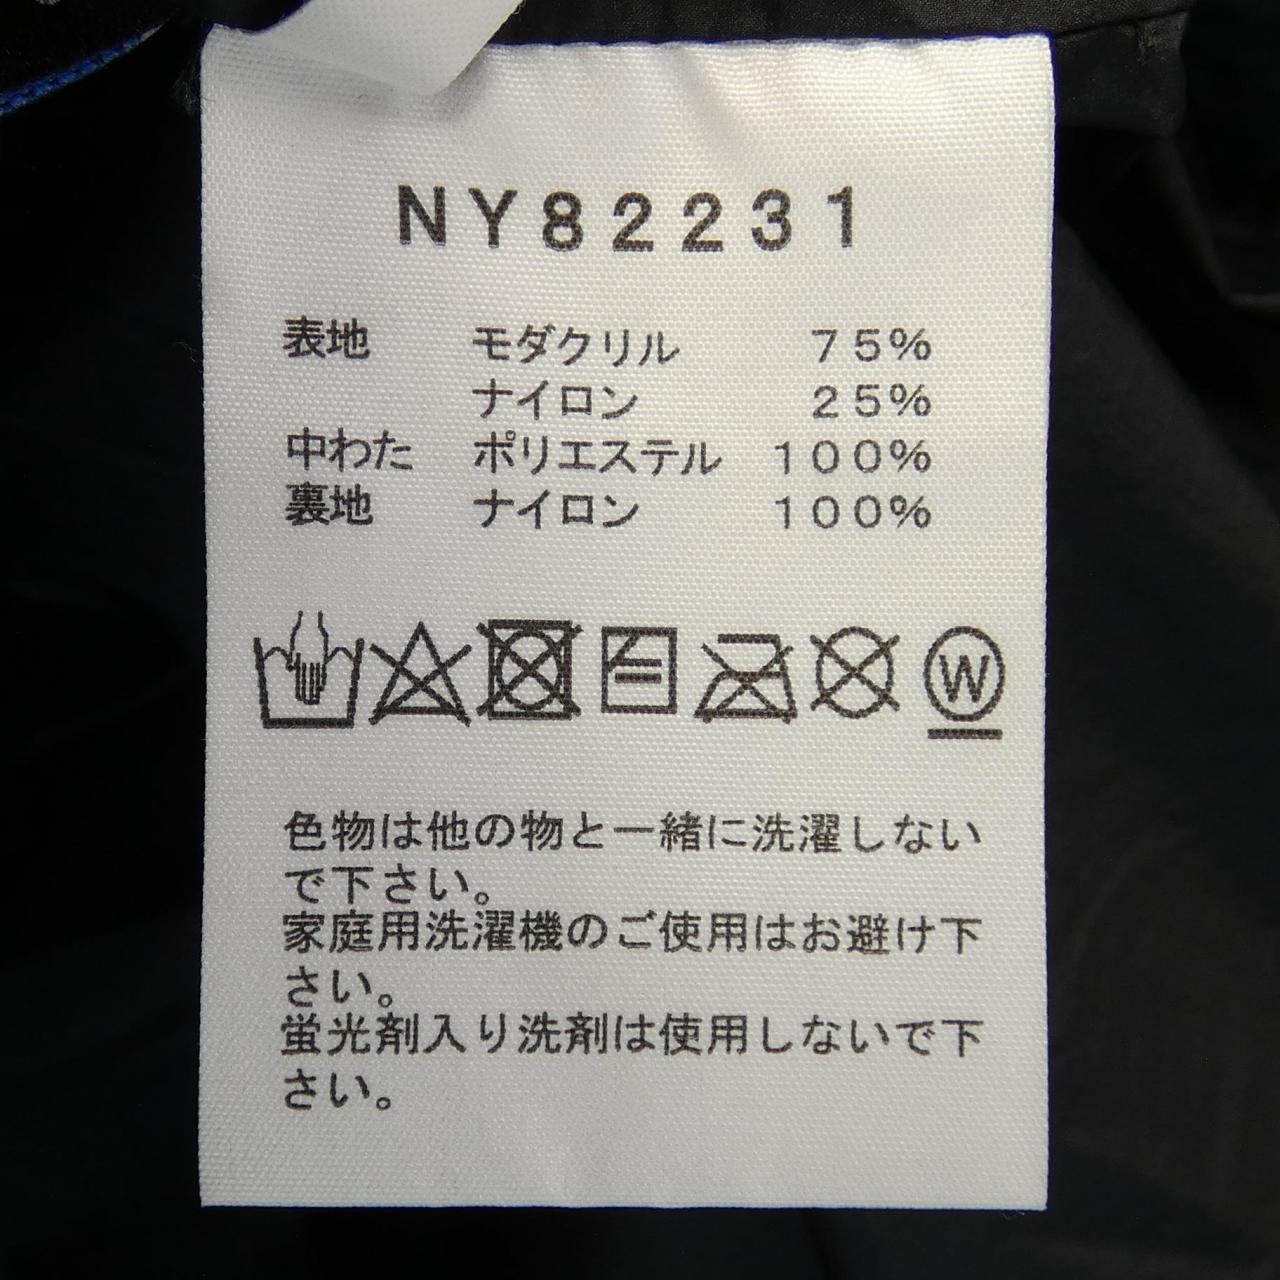 NY82231
表地 モダクリル 75%
ナイロン 25%
中わた ポリエステル 100%
裏地 ナイロン 100%
W
色物は他の物と一緒に洗濯しない
で下さい。
家庭用洗濯機のご使用はお避け下
さい。
蛍光剤入り洗剤は使用しないで下
さい。